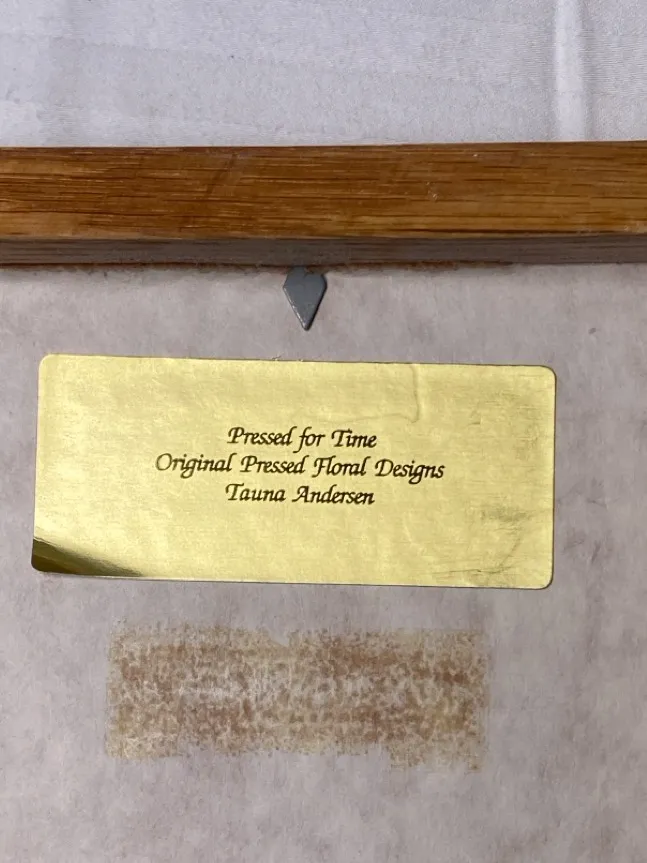 Pressed for Time
Original Pressed Floral Designs
Tauna Andersen